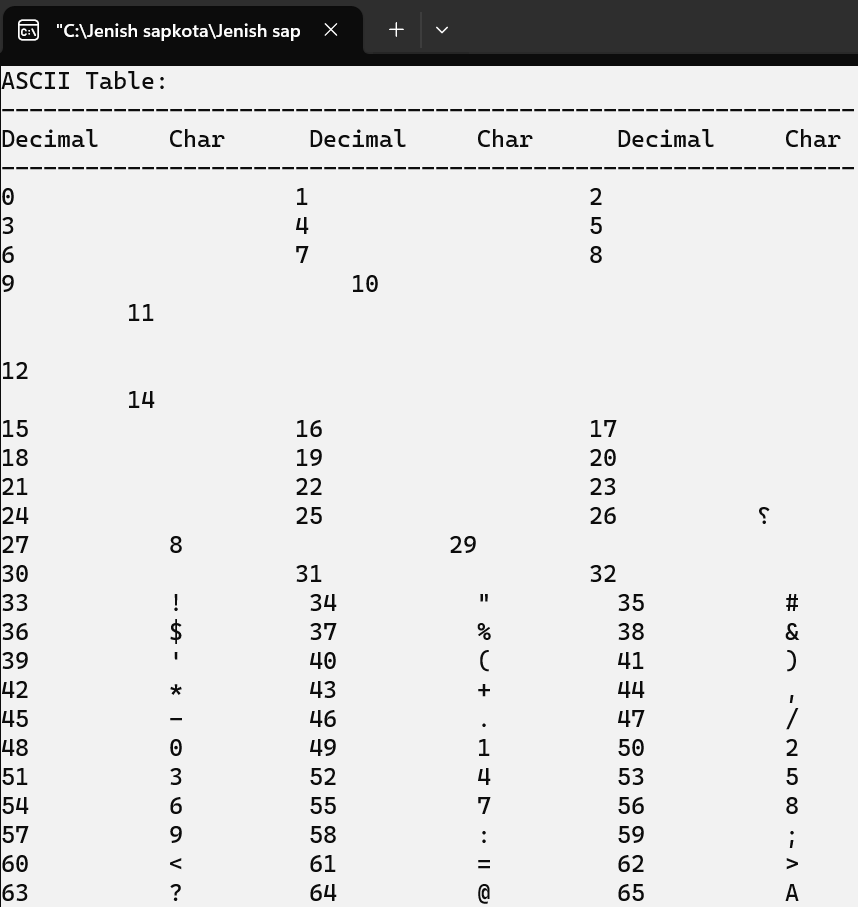 "C:\Jenish sapkota\Jenish sap
ASCII Table:
-------------------------------------------------------------
Decimal     Char      Decimal     Char      Decimal     Char
-------------------------------------------------------------
0                    1                    2
3                    4                    5
6                    7                    8
9                        10
         11

12
         14
15                   16                   17
18                   19                   20
21                   22                   23
24                   25                   26          ␦
27          8                   29
30                   31                   32
33          !         34          "         35          #
36          $         37          %         38          &
39          '         40          (         41          )
42          *         43          +         44          ,
45          -         46          .         47          /
48          0         49          1         50          2
51          3         52          4         53          5
54          6         55          7         56          8
57          9         58          :         59          ;
60          <         61          =         62          >
63          ?         64          @         65          A